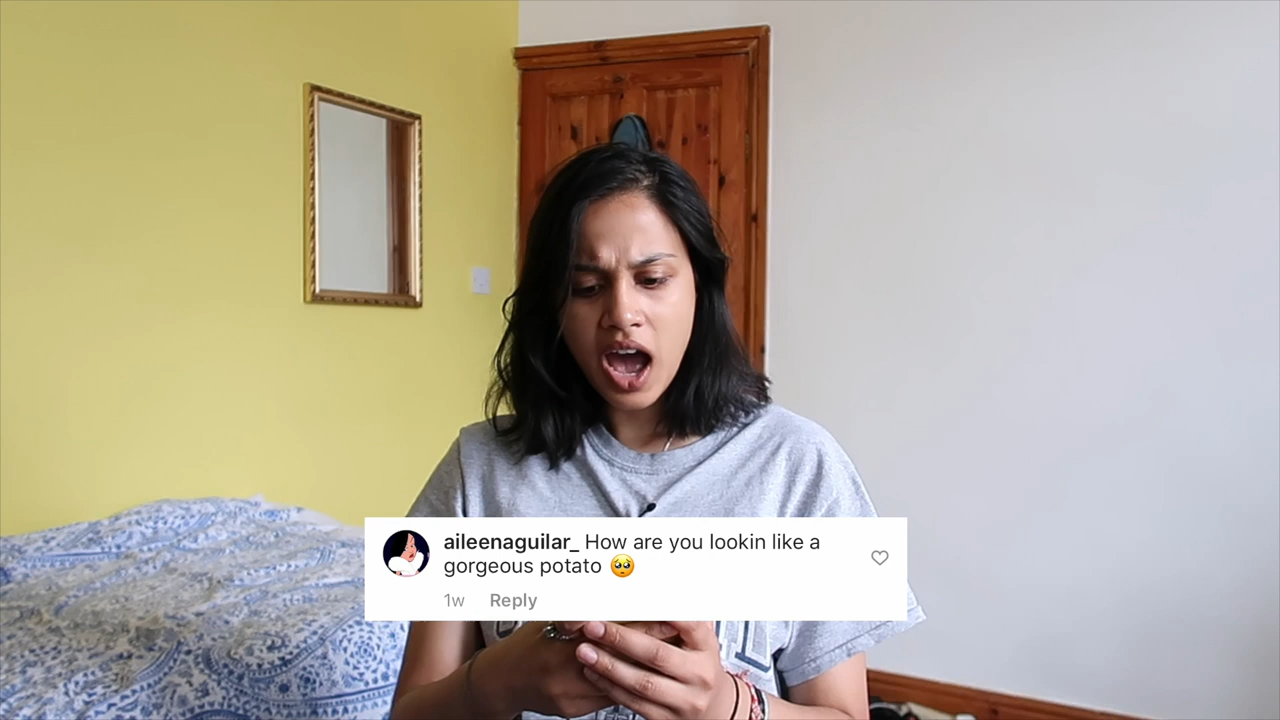 aileenaguilar_ How are you lookin like a
gorgeous potato 🥺
1w Reply